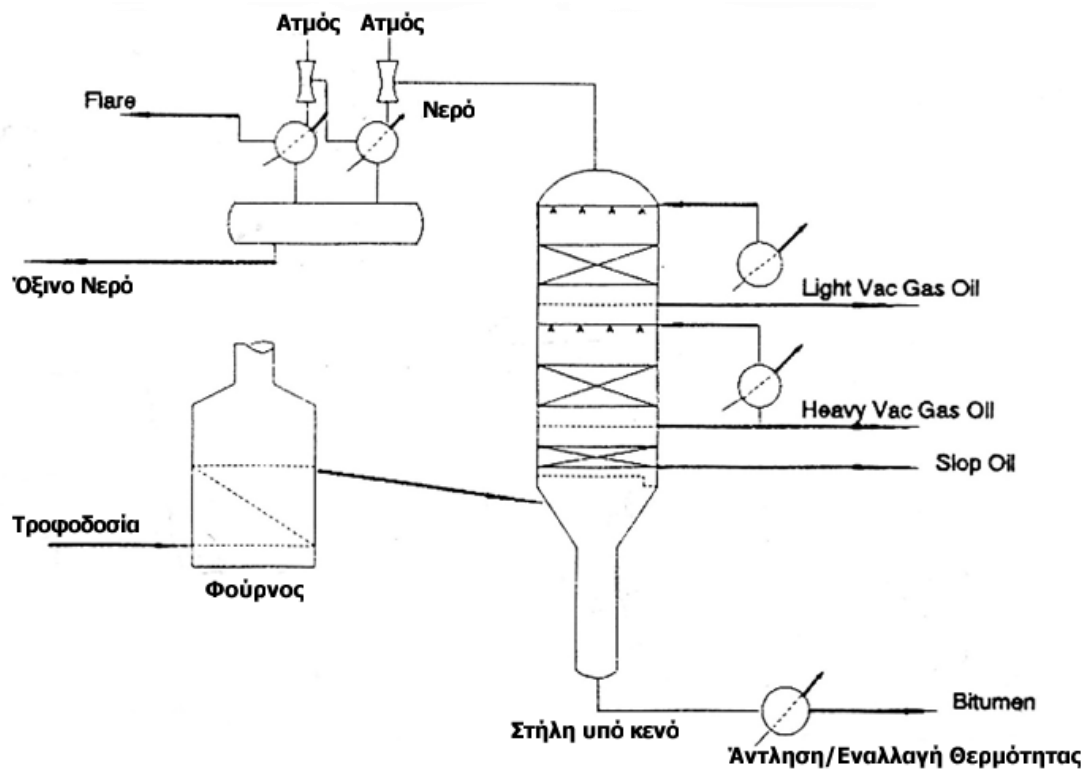 Ατμός Ατμός
Flare
Νερό
Όξινο Νερό
Light Vac Gas Oil
Heavy Vac Gas Oil
Slop Oil
Τροφοδοσία
Φούρνος
Bitumen
Στήλη υπό κενό
Άντληση/Εναλλαγή Θερμότητας